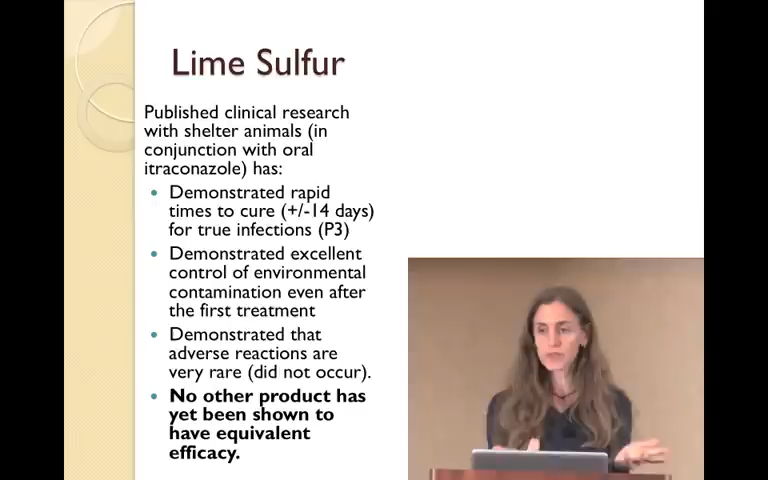 Lime Sulfur
Published clinical research
with shelter animals (in
conjunction with oral
itraconazole) has:
• Demonstrated rapid
times to cure (+/-14 days)
for true infections (P3)
• Demonstrated excellent
control of environmental
contamination even after
the first treatment
• Demonstrated that
adverse reactions are
very rare (did not occur).
• No other product has
yet been shown to
have equivalent
efficacy.